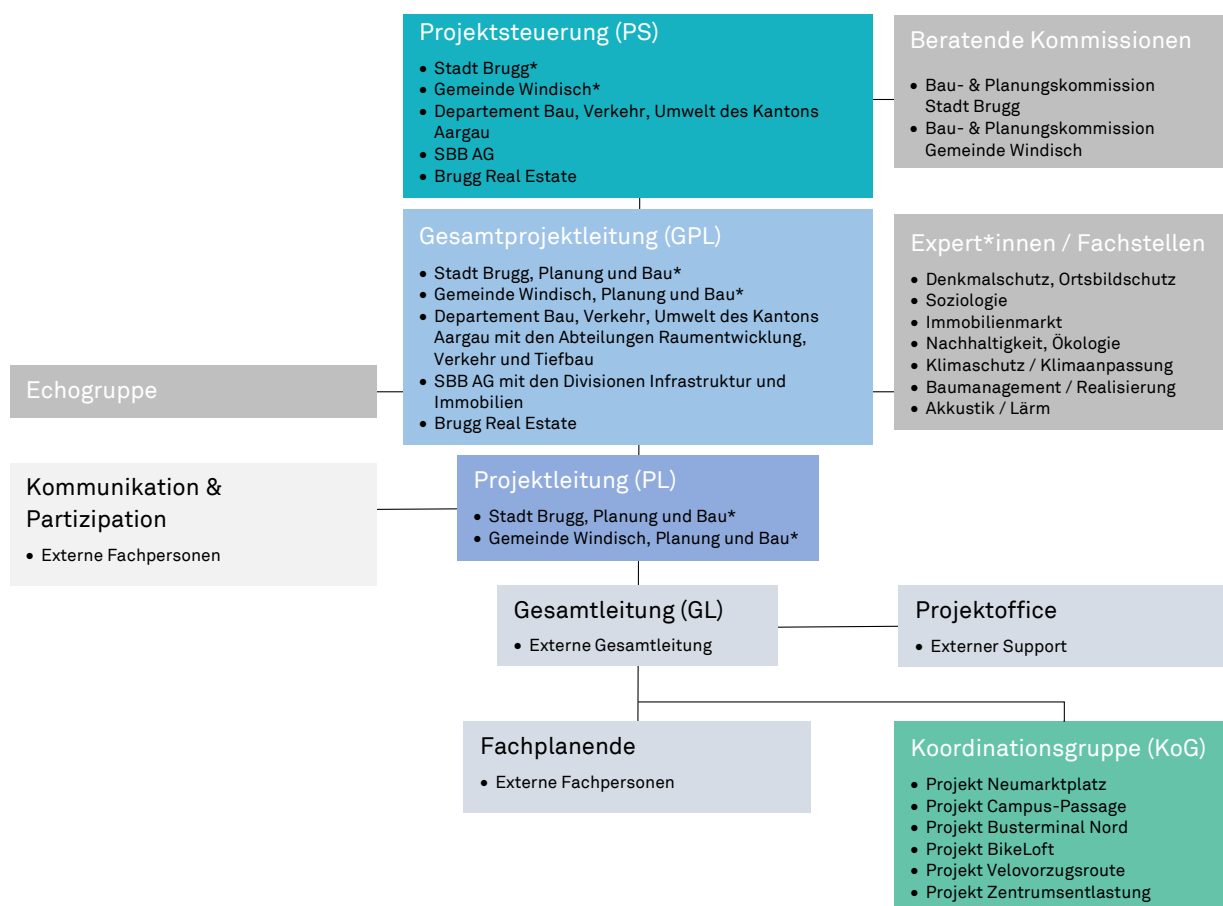 Projektsteuerung (PS)
• Stadt Brugg*
• Gemeinde Windisch*
• Departement Bau, Verkehr, Umwelt des Kantons
Aargau
• SBB AG
• Brugg Real Estate
Beratende Kommissionen
• Bau- & Planungskommission
Stadt Brugg
• Bau- & Planungskommission
Gemeinde Windisch
Gesamtprojektleitung (GPL)
• Stadt Brugg, Planung und Bau*
• Gemeinde Windisch, Planung und Bau*
• Departement Bau, Verkehr, Umwelt des Kantons
Aargau mit den Abteilungen Raumentwicklung,
Verkehr und Tiefbau
• SBB AG mit den Divisionen Infrastruktur und
Immobilien
• Brugg Real Estate
Expert*innen / Fachstellen
• Denkmalschutz, Ortsbildschutz
• Soziologie
• Immobilienmarkt
• Nachhaltigkeit, Ökologie
• Klimaschutz / Klimaanpassung
• Baumanagement / Realisierung
• Akkustik / Lärm
Echogruppe
Kommunikation &
Partizipation
• Externe Fachpersonen
Projektleitung (PL)
• Stadt Brugg, Planung und Bau*
• Gemeinde Windisch, Planung und Bau*
Gesamtleitung (GL)
• Externe Gesamtleitung
Projektoffice
• Externer Support
Fachplanende
• Externe Fachpersonen
Koordinationsgruppe (KoG)
• Projekt Neumarktplatz
• Projekt Campus-Passage
• Projekt Busterminal Nord
• Projekt BikeLoft
• Projekt Velovorzugsroute
• Projekt Zentrumsentlastung